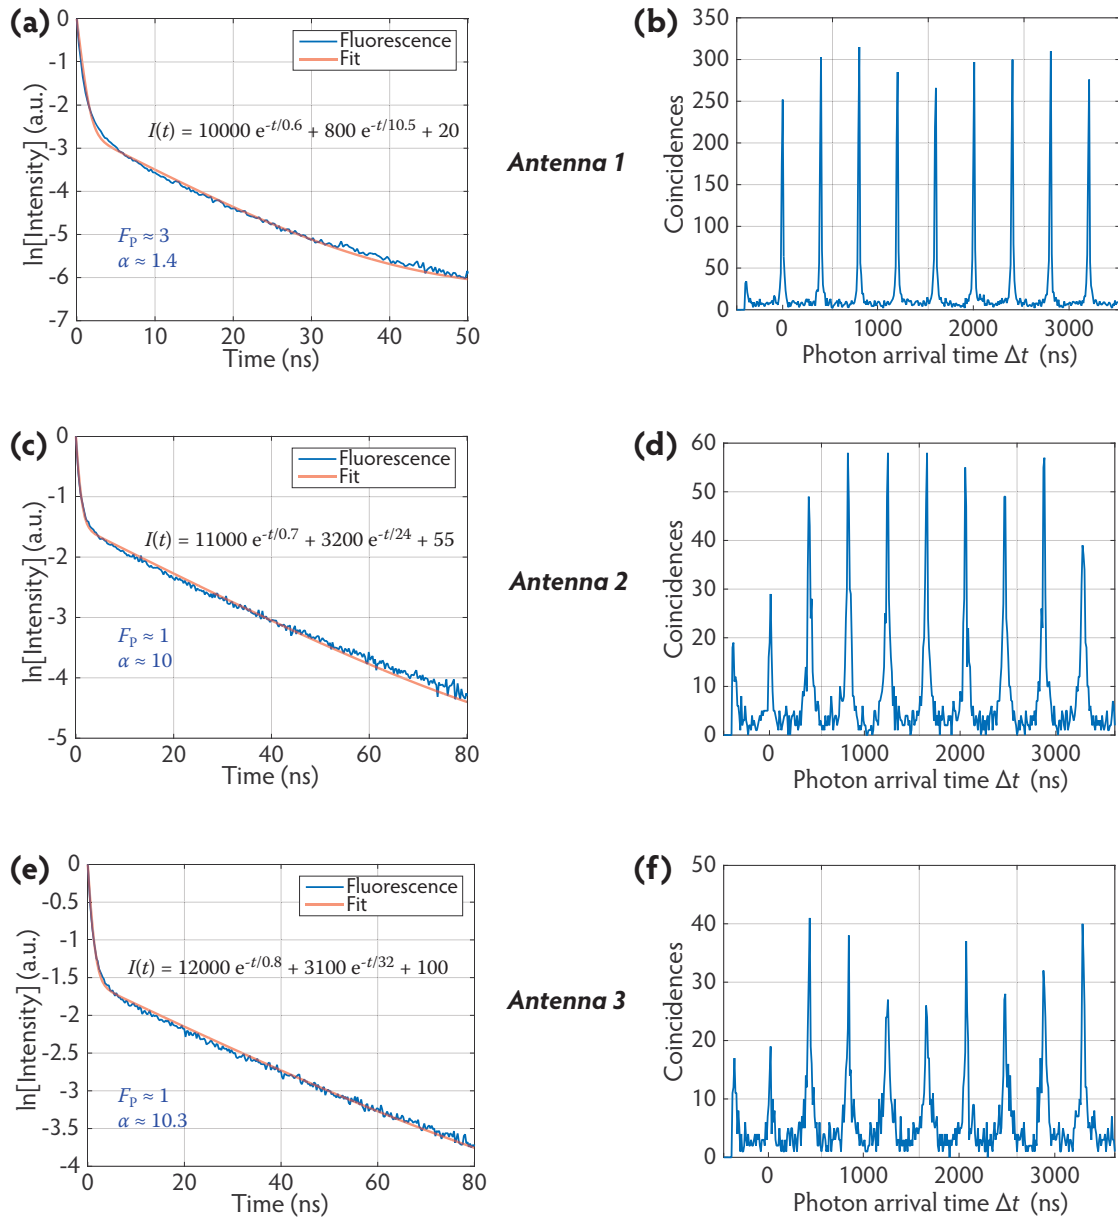 (a)
0
-1
-2
-3
-4
-5
-6
-7
ln[Intensity] (a.u.)
Fluorescence
Fit
I(t) = 10000 e^-t/0.6 + 800 e^-t/10.5 + 20
F_P ≈ 3
α ≈ 1.4
0 10 20 30 40 50
Time (ns)
Antenna 1
(b)
350
300
250
200
150
100
50
0
Coincidences
0 1000 2000 3000
Photon arrival time Δt (ns)
(c)
0
-1
-2
-3
-4
-5
ln[Intensity] (a.u.)
Fluorescence
Fit
I(t) = 11000 e^-t/0.7 + 3200 e^-t/24 + 55
F_P ≈ 1
α ≈ 10
0 20 40 60 80
Time (ns)
Antenna 2
(d)
60
50
40
30
20
10
0
Coincidences
0 1000 2000 3000
Photon arrival time Δt (ns)
(e)
0
-0.5
-1
-1.5
-2
-2.5
-3
-3.5
-4
ln[Intensity] (a.u.)
Fluorescence
Fit
I(t) = 12000 e^-t/0.8 + 3100 e^-t/32 + 100
F_P ≈ 1
α ≈ 10.3
0 20 40 60 80
Time (ns)
Antenna 3
(f)
50
40
30
20
10
0
Coincidences
0 1000 2000 3000
Photon arrival time Δt (ns)